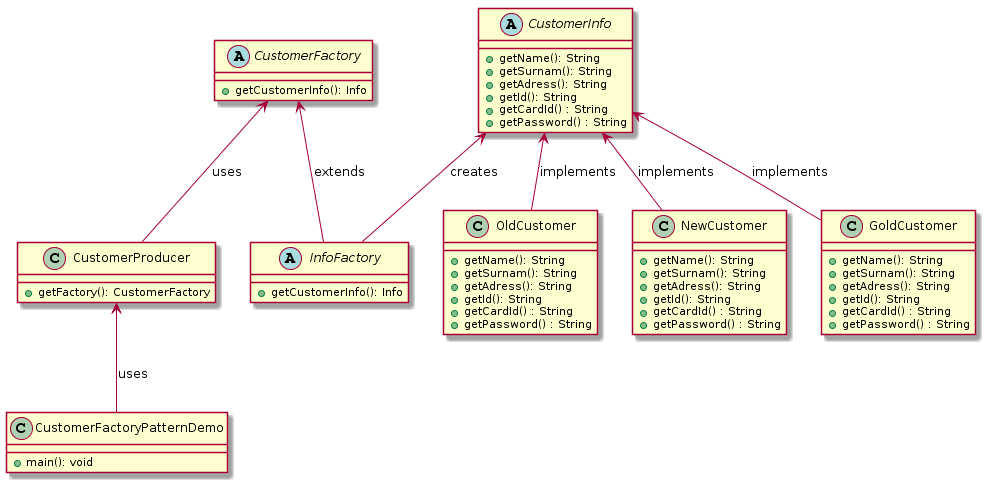 A CustomerInfo
getName(): String
getSurnam(): String
getAdress(): String
getId(): String
getCardId() : String
getPassword() : String
A CustomerFactory
getCustomerInfo(): Info
uses
extends
creates
implements
implements
implements
C CustomerProducer
getFactory(): CustomerFactory
A InfoFactory
getCustomerInfo(): Info
C OldCustomer
getName(): String
getSurnam(): String
getAdress(): String
getId(): String
getCardId() : String
getPassword() : String
C NewCustomer
getName(): String
getSurnam(): String
getAdress(): String
getId(): String
getCardId() : String
getPassword() : String
C GoldCustomer
getName(): String
getSurnam(): String
getAdress(): String
getId(): String
getCardId() : String
getPassword() : String
uses
C CustomerFactoryPatternDemo
main(): void